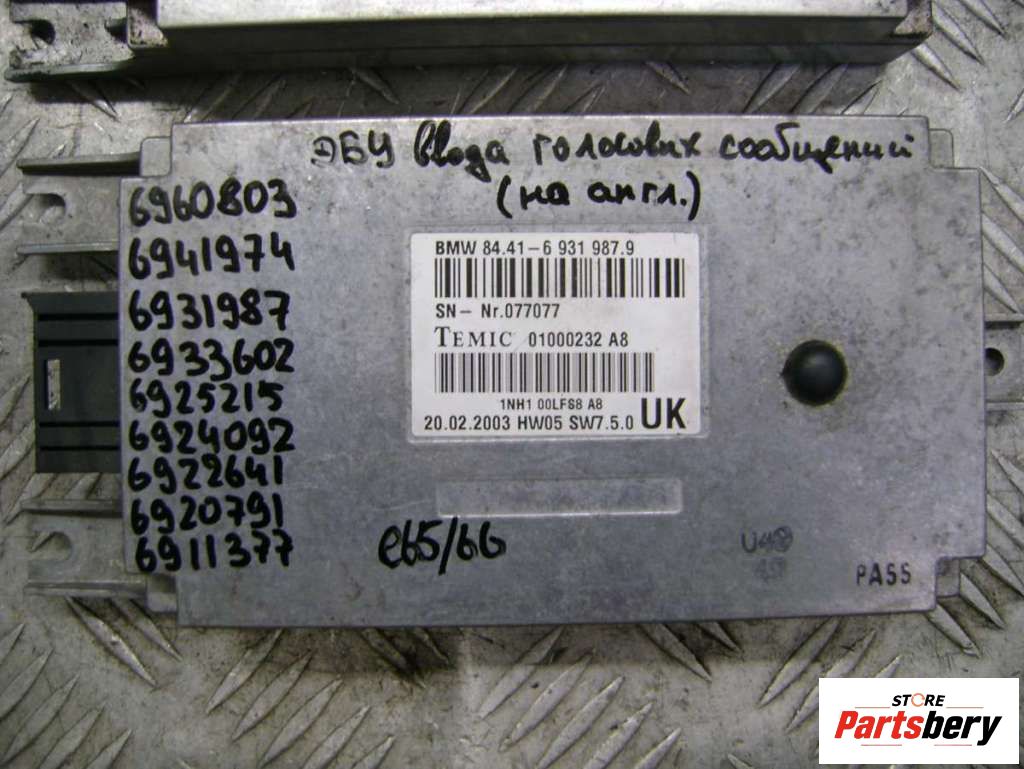 ЭБУ ввода голосовых сообщений
(на англ.)
6960803
6941974
6931987
6933602
6925215
6924092
6922641
6920791
6911377
BMW 84.41-6 931 987.9
SN- Nr.077077
TEMIC 01000232 A8
1NH1 00LFS8 A8
20.02.2003 HW05 SW7.5.0 UK
e65/66
PASS
STORE
Partsbery